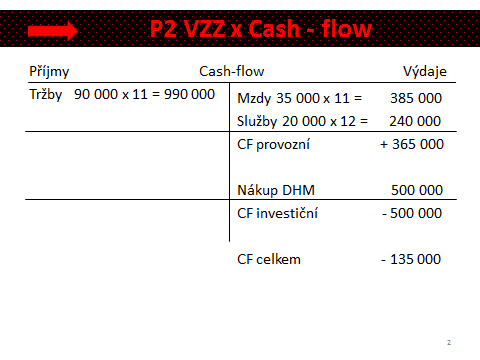 P2 VZZ x Cash - flow
Příjmy Cash-flow Výdaje
Tržby 90 000 x 11 = 990 000
Mzdy 35 000 x 11 = 385 000
Služby 20 000 x 12 = 240 000
CF provozní + 365 000
Nákup DHM 500 000
CF investiční - 500 000
CF celkem - 135 000
2